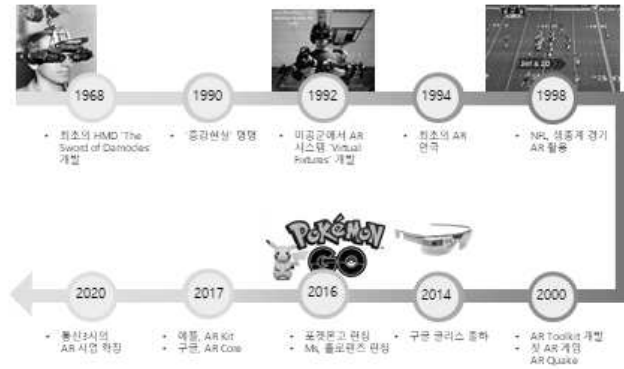 1968
1990
1992
1994
1998
• 최초의 HMD 'The
Sword of Damocles'
개발
• '증강현실' 명명
• 미공군에서 AR
시스템 'Virtual
Fixtures' 개발
• 최초의 AR
연극
• NFL, 생중계 경기
AR 활용
POKéMON
GO
2020
2017
2016
2014
2000
• 통신3사의
AR 사업 확장
• 애플, AR Kit
• 구글, AR Core
• 포켓몬고 런칭
• Ms, 홀로렌즈 런칭
• 구글 글라스 출하
• AR Toolkit 개발
• 첫 AR 게임
AR Quake